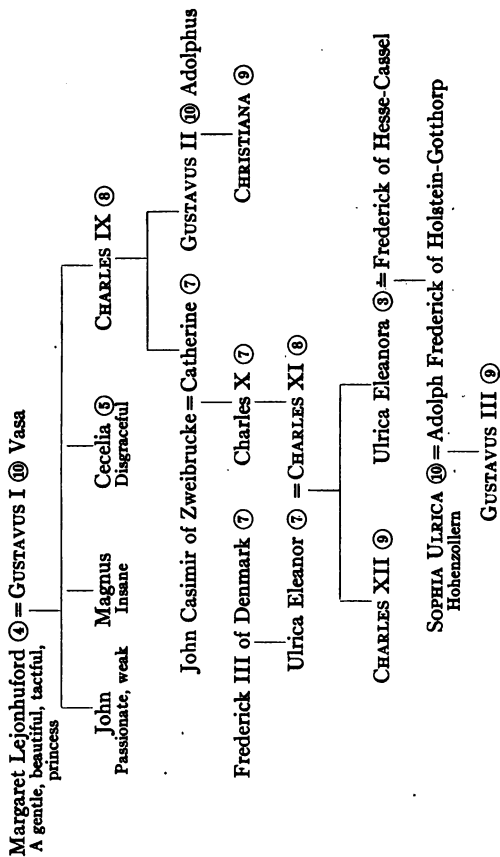 Margaret Lejonhuford ④ = GUSTAVUS I ⑩ Vasa
A gentle, beautiful, tactful,
princess
John
Passionate, weak
Magnus
Insane
Cecelia ⑤
Disgraceful
CHARLES IX ⑧
John Casimir of Zweibrucke = Catherine ⑦
GUSTAVUS II ⑩ Adolphus
Frederick III of Denmark ⑦
Charles X ⑦
CHRISTIANA ⑨
Ulrica Eleanor ⑦ = CHARLES XI ⑧
CHARLES XII ⑨
Ulrica Eleanora ③ = Frederick of Hesse-Cassel
SOPHIA ULRICA ⑩ = Adolph Frederick of Holstein-Gotthorp
Hohenzollern
GUSTAVUS III ⑨